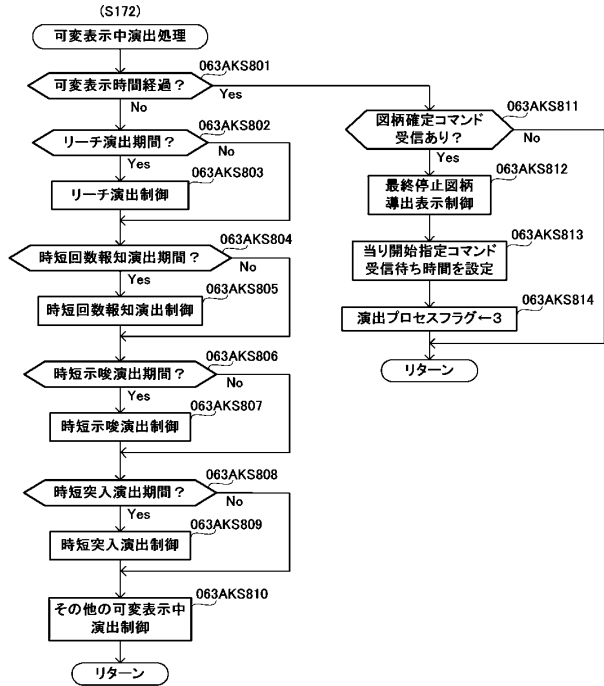 (S172)
可変表示中演出処理
063AKS801
可変表示時間経過？
Yes
No
063AKS802
リーチ演出期間？
No
Yes
063AKS803
リーチ演出制御
063AKS804
時短回数報知演出期間？
No
Yes
063AKS805
時短回数報知演出制御
063AKS806
時短示唆演出期間？
No
Yes
063AKS807
時短示唆演出制御
063AKS808
時短突入演出期間？
No
Yes
063AKS809
時短突入演出制御
063AKS810
その他の可変表示中
演出制御
リターン
063AKS811
図柄確定コマンド
受信あり？
No
Yes
063AKS812
最終停止図柄
導出表示制御
063AKS813
当り開始指定コマンド
受信待ち時間を設定
063AKS814
演出プロセスフラグ←3
リターン